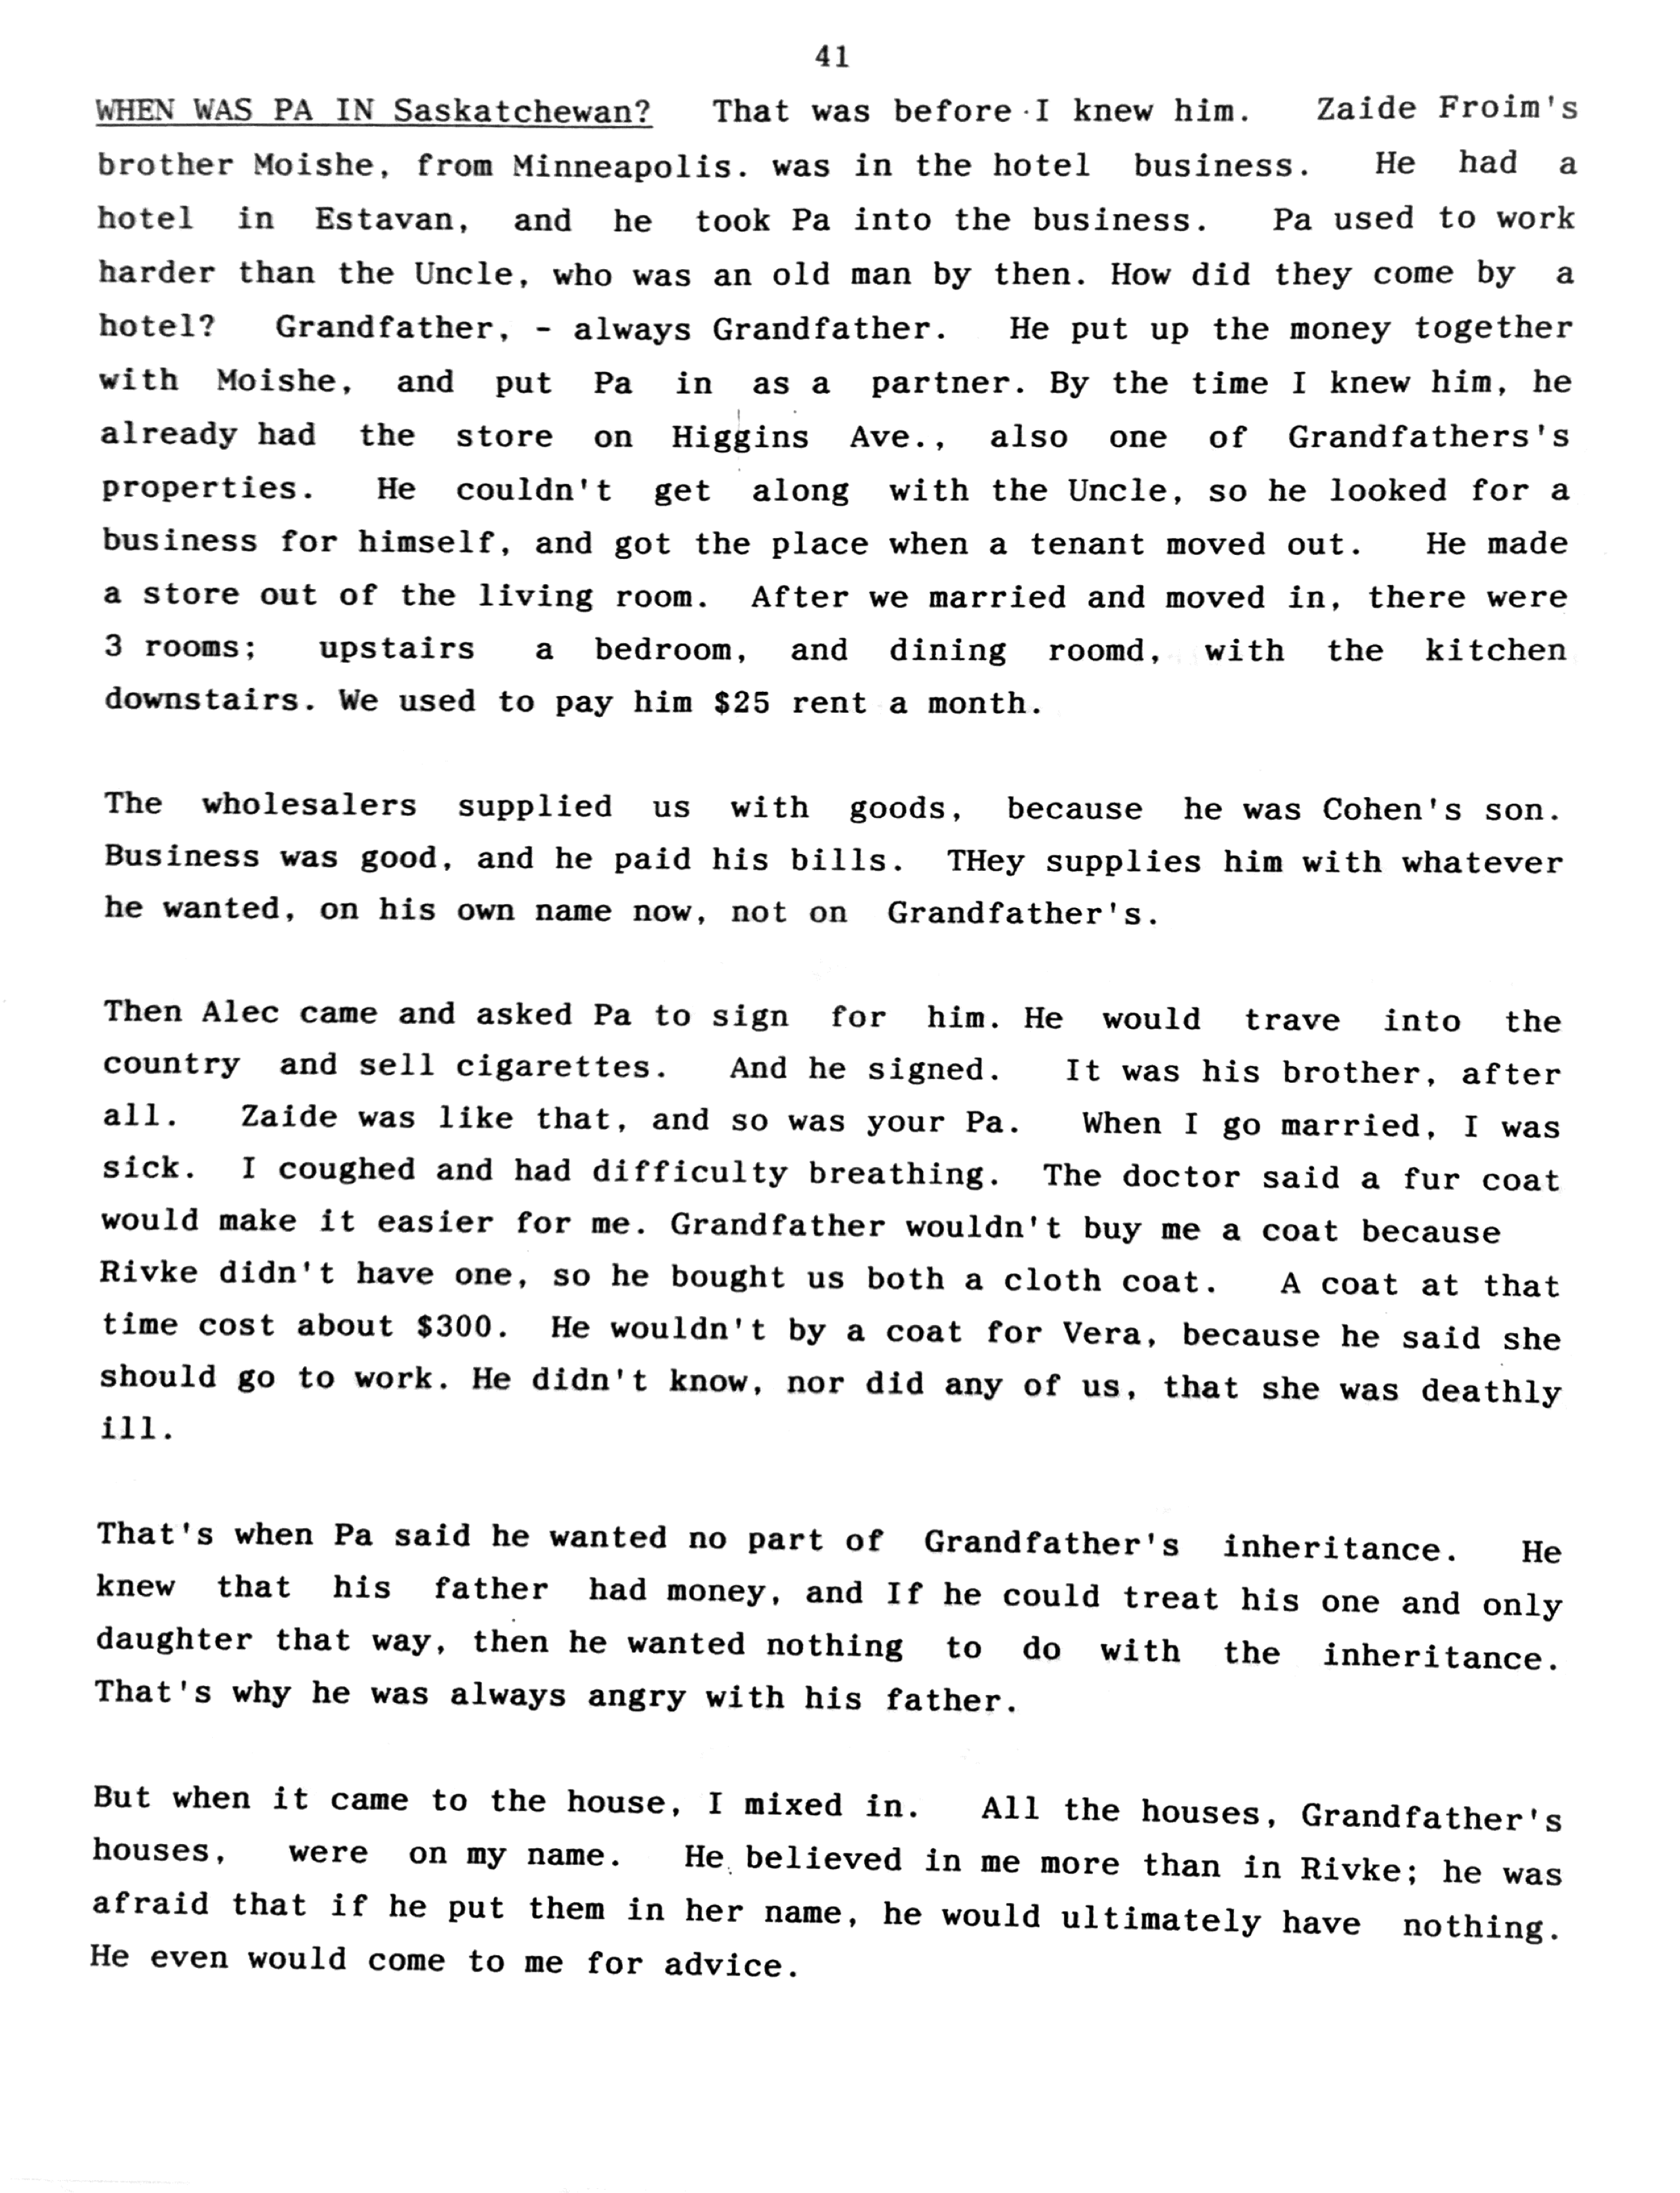 41
WHEN WAS PA IN Saskatchewan? That was before I knew him. Zaide Froim's
brother Moishe, from Minneapolis. was in the hotel business. He had a
hotel in Estavan, and he took Pa into the business. Pa used to work
harder than the Uncle, who was an old man by then. How did they come by a
hotel? Grandfather, - always Grandfather. He put up the money together
with Moishe, and put Pa in as a partner. By the time I knew him, he
already had the store on Higgins Ave., also one of Grandfathers's
properties. He couldn't get along with the Uncle, so he looked for a
business for himself, and got the place when a tenant moved out. He made
a store out of the living room. After we married and moved in, there were
3 rooms; upstairs a bedroom, and dining roomd, with the kitchen
downstairs. We used to pay him $25 rent a month.
The wholesalers supplied us with goods, because he was Cohen's son.
Business was good, and he paid his bills. THey supplies him with whatever
he wanted, on his own name now, not on Grandfather's.
Then Alec came and asked Pa to sign for him. He would trave into the
country and sell cigarettes. And he signed. It was his brother, after
all. Zaide was like that, and so was your Pa. When I go married, I was
sick. I coughed and had difficulty breathing. The doctor said a fur coat
would make it easier for me. Grandfather wouldn't buy me a coat because
Rivke didn't have one, so he bought us both a cloth coat. A coat at that
time cost about $300. He wouldn't by a coat for Vera, because he said she
should go to work. He didn't know, nor did any of us, that she was deathly
ill.
That's when Pa said he wanted no part of Grandfather's inheritance. He
knew that his father had money, and If he could treat his one and only
daughter that way, then he wanted nothing to do with the inheritance.
That's why he was always angry with his father.
But when it came to the house, I mixed in. All the houses, Grandfather's
houses, were on my name. He believed in me more than in Rivke; he was
afraid that if he put them in her name, he would ultimately have nothing.
He even would come to me for advice.